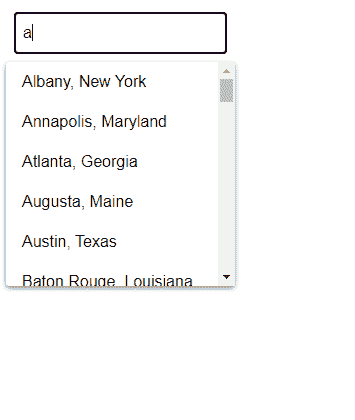 a
Albany, New York
Annapolis, Maryland
Atlanta, Georgia
Augusta, Maine
Austin, Texas
Baton Rouge, Louisiana